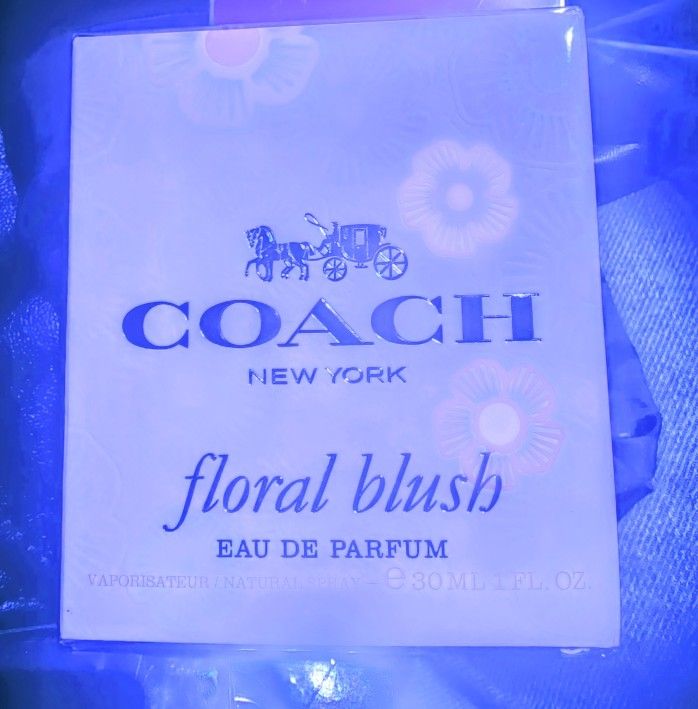 COACH
NEW YORK
floral blush
EAU DE PARFUM
VAPORISATEUR / NATURAL SPRAY – ℮ 30 ML 1 FL. OZ.